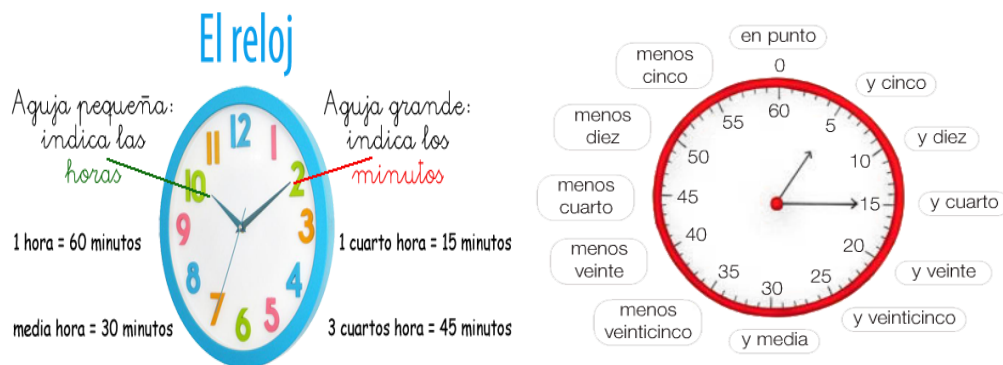 El reloj
Aguja pequeña:
indica las
horas
Aguja grande:
indica los
minutos
12
1
2
3
4
5
6
7
8
9
10
11
1 hora = 60 minutos
1 cuarto hora = 15 minutos
media hora = 30 minutos
3 cuartos hora = 45 minutos
en punto
0
y cinco
y diez
y cuarto
y veinte
y veinticinco
y media
menos
veinticinco
menos
veinte
menos
cuarto
menos
diez
menos
cinco
60
5
10
15
20
25
30
35
40
45
50
55